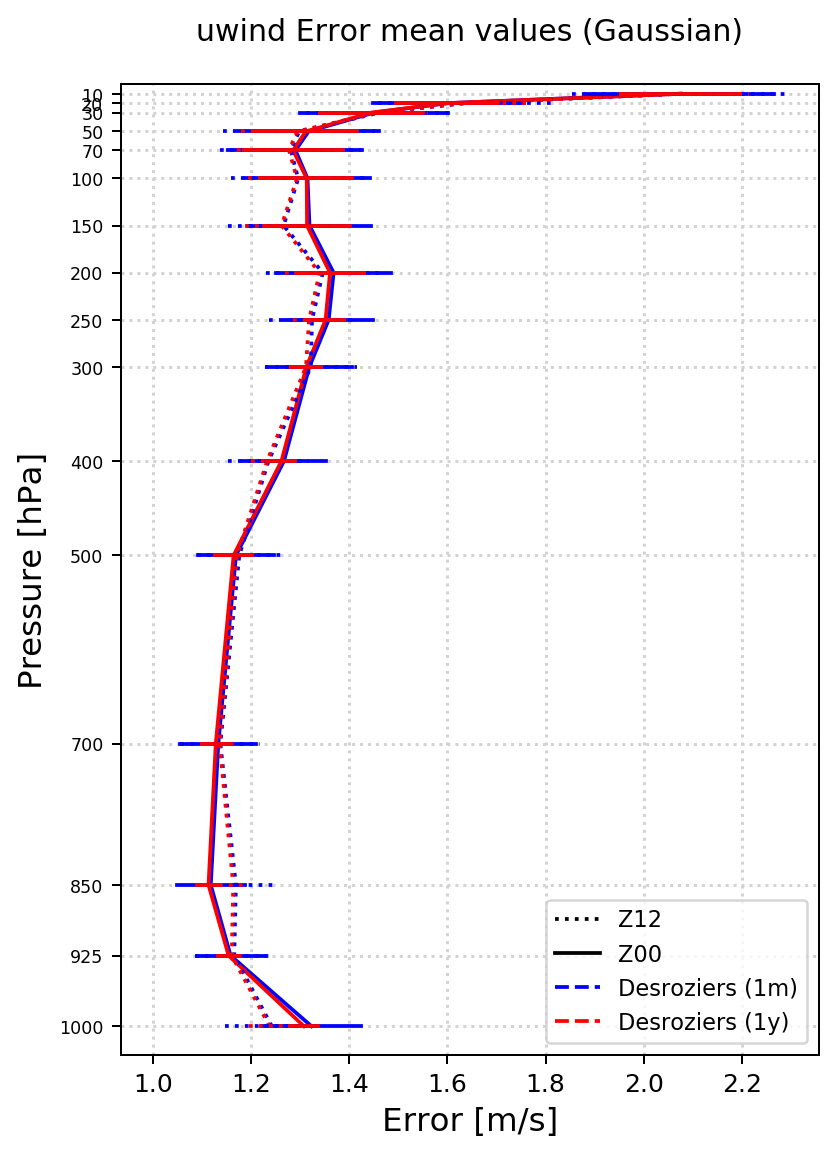 uwind Error mean values (Gaussian)
10
20
30
50
70
100
150
200
250
300
400
500
700
850
925
1000
Pressure [hPa]
Z12
Z00
Desroziers (1m)
Desroziers (1y)
1.0 1.2 1.4 1.6 1.8 2.0 2.2
Error [m/s]